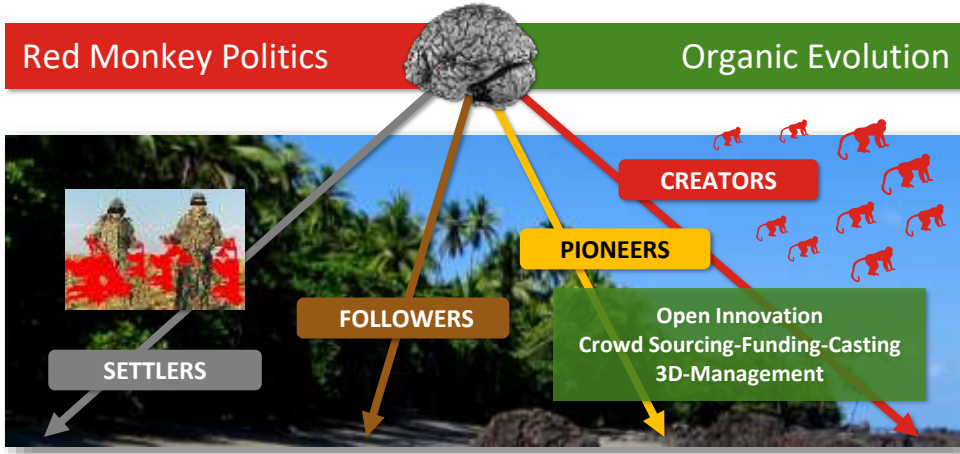 Red Monkey Politics
Organic Evolution
CREATORS
PIONEERS
FOLLOWERS
SETTLERS
Open Innovation
Crowd Sourcing-Funding-Casting
3D-Management